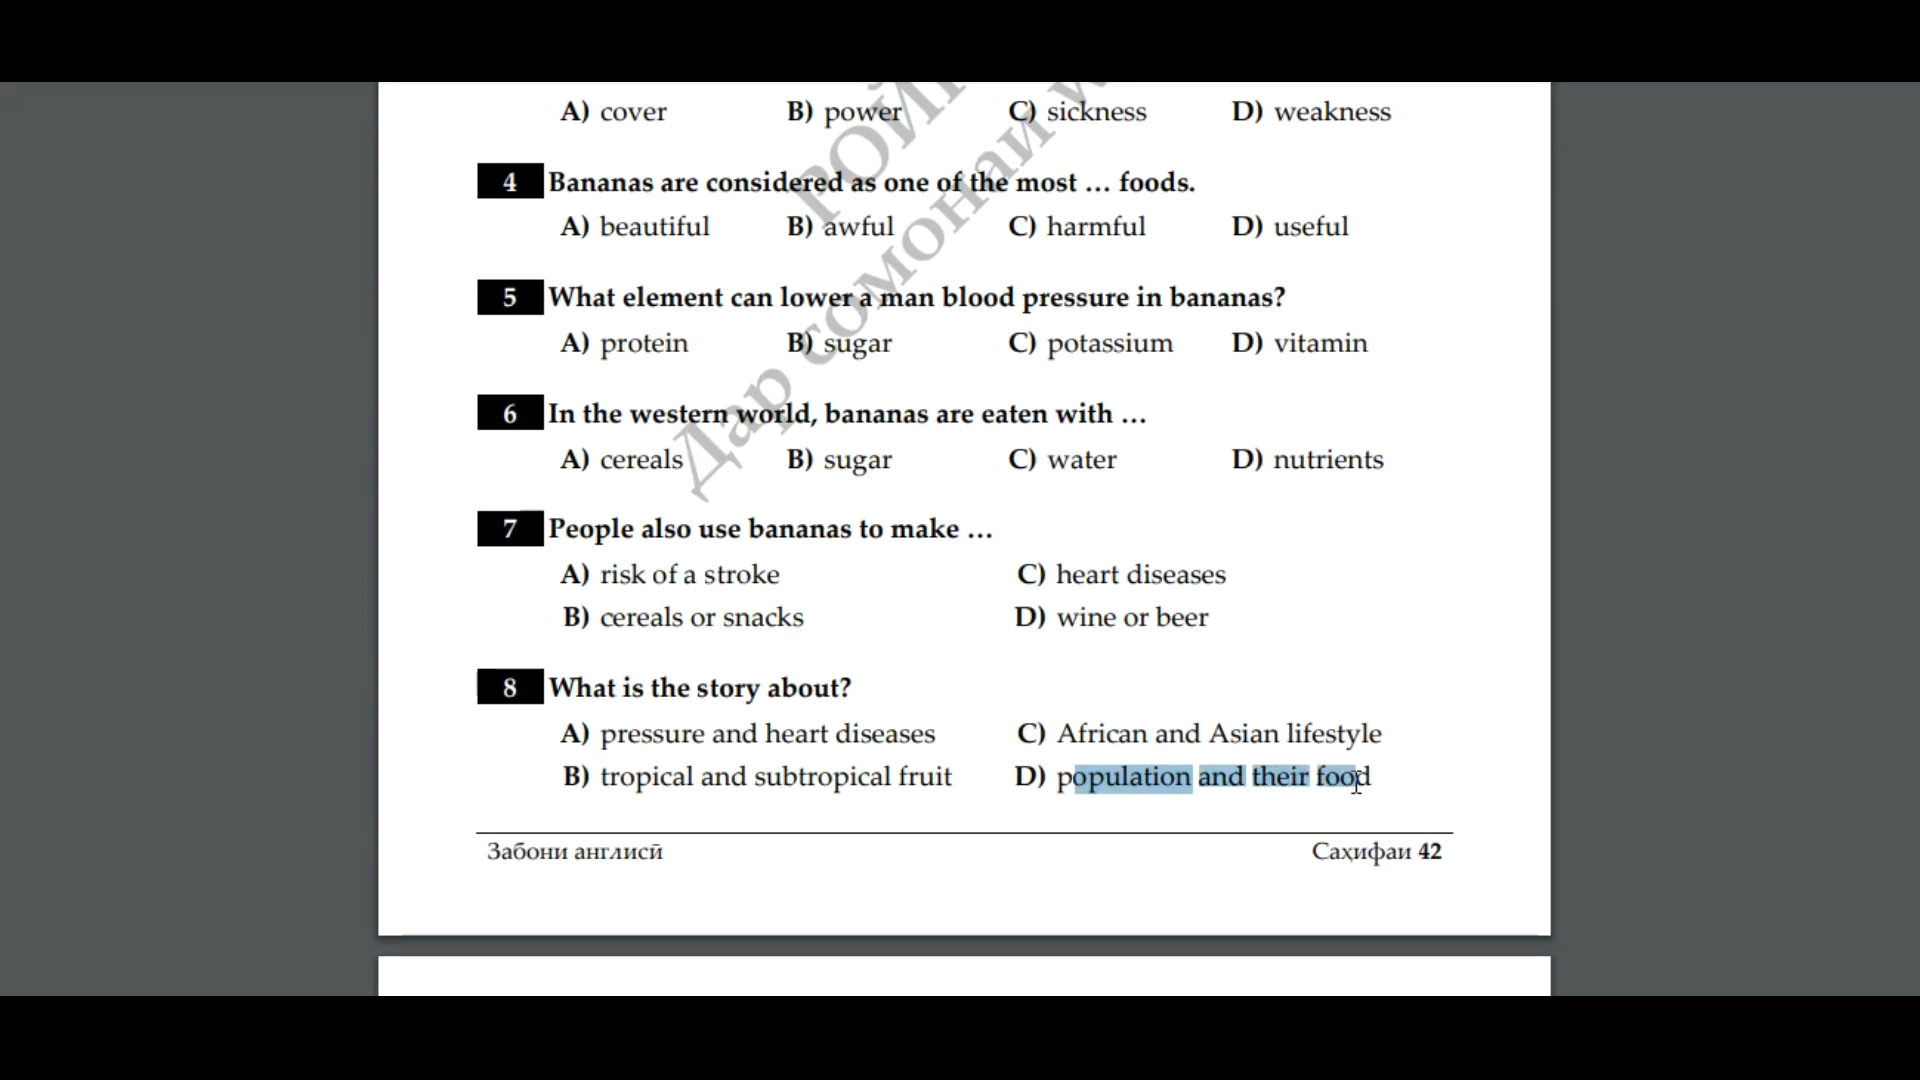 A) cover B) power C) sickness D) weakness
4 Bananas are considered as one of the most … foods.
A) beautiful B) awful C) harmful D) useful
5 What element can lower a man blood pressure in bananas?
A) protein B) sugar C) potassium D) vitamin
6 In the western world, bananas are eaten with …
A) cereals B) sugar C) water D) nutrients
7 People also use bananas to make …
A) risk of a stroke C) heart diseases
B) cereals or snacks D) wine or beer
8 What is the story about?
A) pressure and heart diseases C) African and Asian lifestyle
B) tropical and subtropical fruit D) population and their food
Забони англисӣ Саҳифаи 42
Дар сомонаи